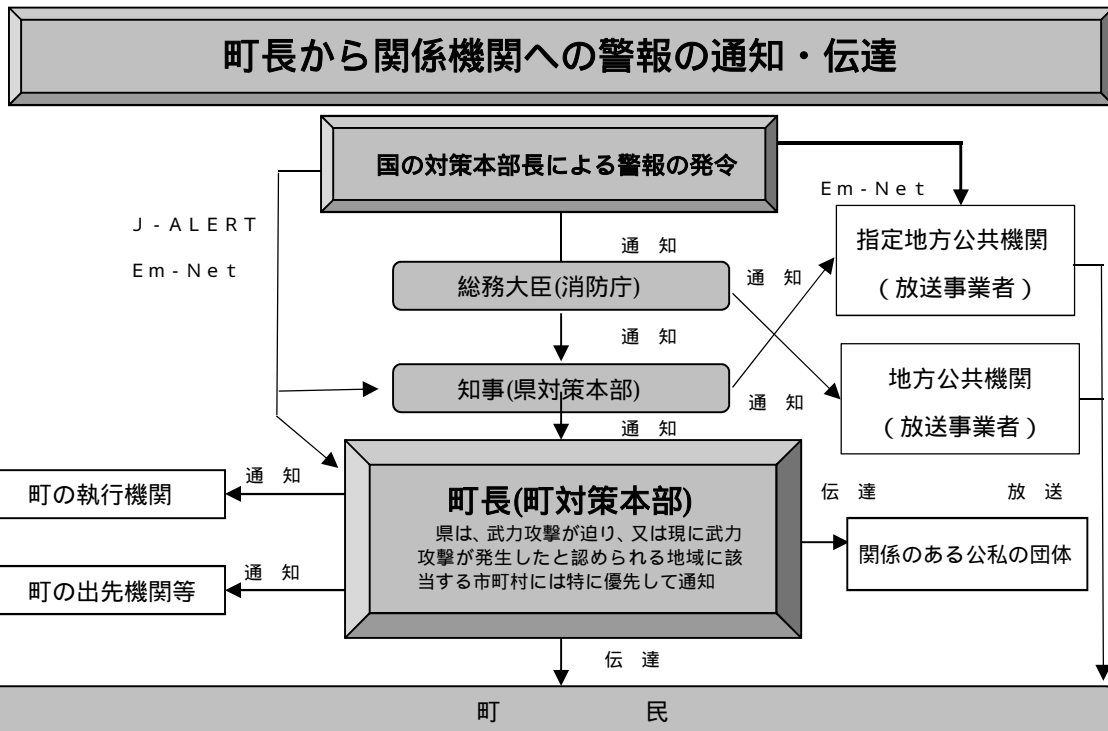 町長から関係機関への警報の通知・伝達
国の対策本部長による警報の発令
Em-Net
J-ALERT
Em-Net
通 知
指定地方公共機関
(放送事業者)
総務大臣(消防庁)
通 知
通 知
知事(県対策本部)
通 知
地方公共機関
(放送事業者)
通 知
町の執行機関
通 知
町長(町対策本部)
県は、武力攻撃が迫り、又は現に武力
攻撃が発生したと認められる地域に該
当する市町村には特に優先して通知
伝 達
放 送
関係のある公私の団体
町の出先機関等
通 知
伝 達
町 民